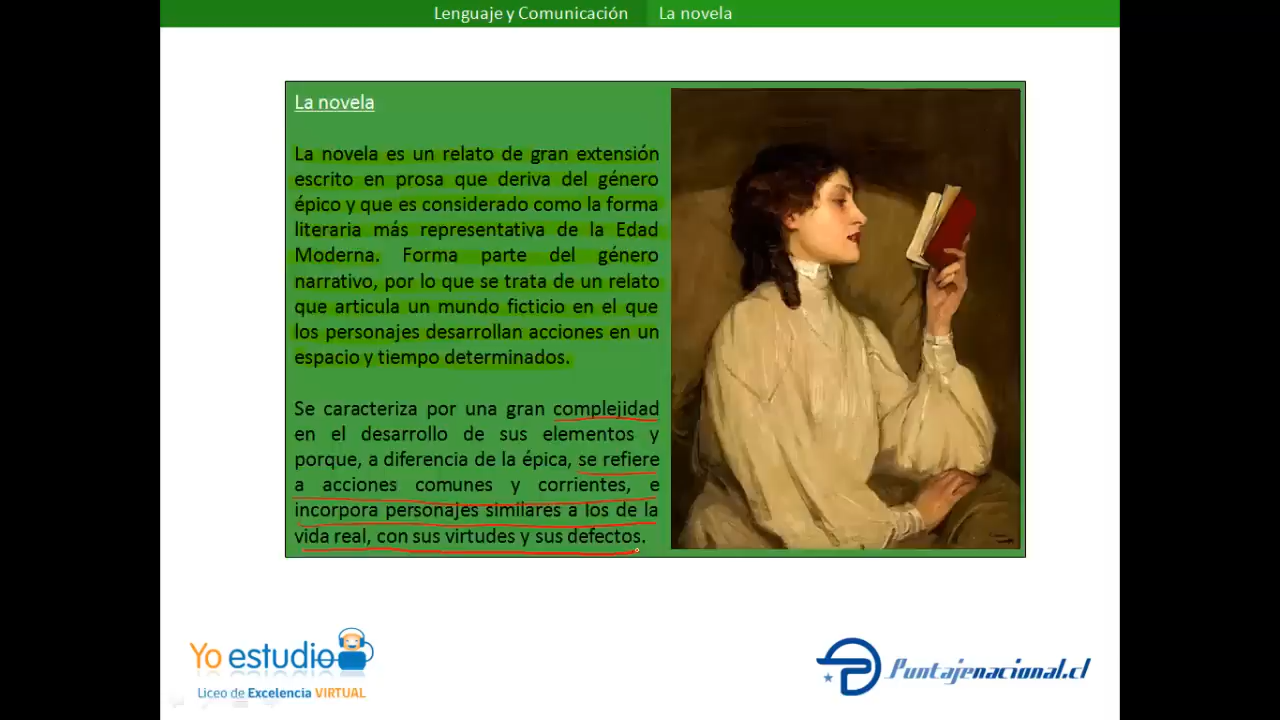 Lenguaje y Comunicación La novela
La novela
La novela es un relato de gran extensión
escrito en prosa que deriva del género
épico y que es considerado como la forma
literaria más representativa de la Edad
Moderna. Forma parte del género
narrativo, por lo que se trata de un relato
que articula un mundo ficticio en el que
los personajes desarrollan acciones en un
espacio y tiempo determinados.
Se caracteriza por una gran complejidad
en el desarrollo de sus elementos y
porque, a diferencia de la épica, se refiere
a acciones comunes y corrientes, e
incorpora personajes similares a los de la
vida real, con sus virtudes y sus defectos.
Yo estudio
Liceo de Excelencia VIRTUAL
Puntajenacional.cl